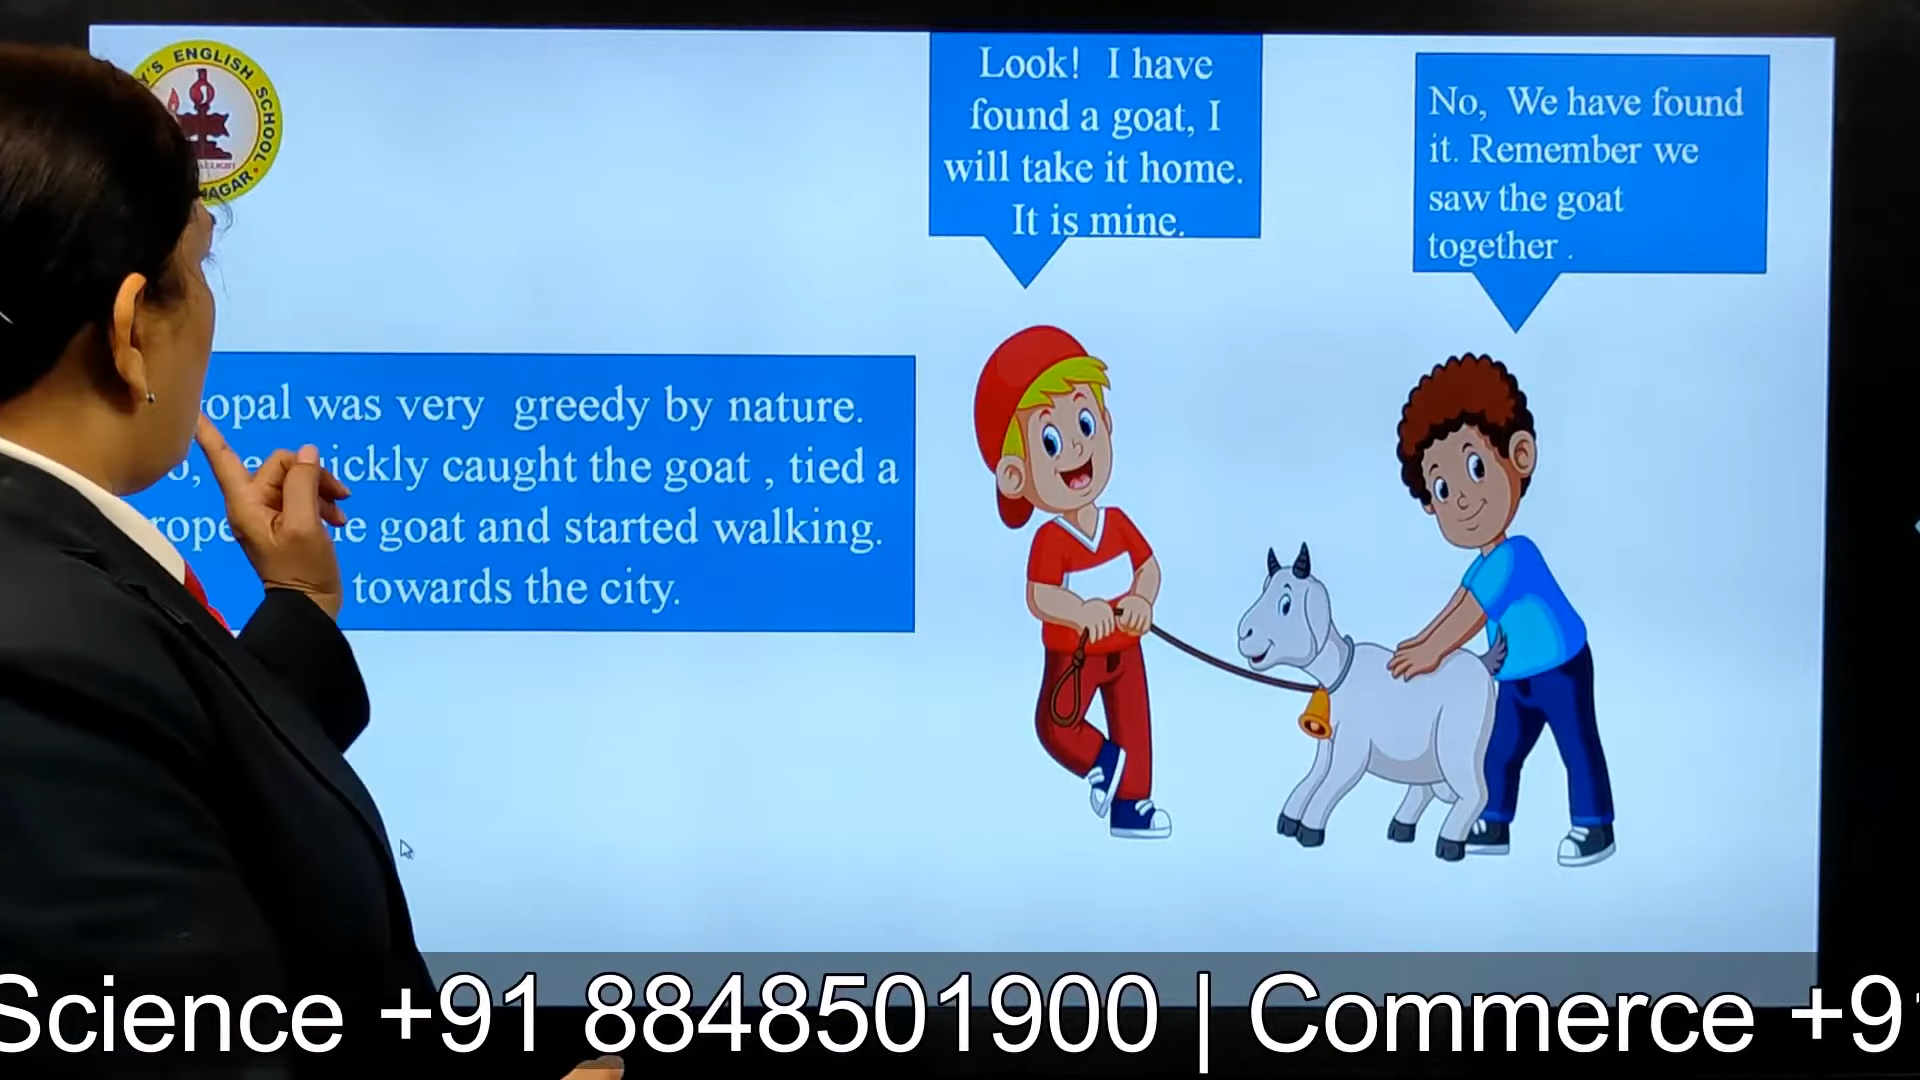 Y'S ENGLISH SCHOOL
NAGAR
Look! I have
found a goat, I
will take it home.
It is mine.
No, We have found
it. Remember we
saw the goat
together .
opal was very greedy by nature.
ickly caught the goat , tied a
rope goat and started walking.
towards the city.
Science +91 8848501900 | Commerce +91